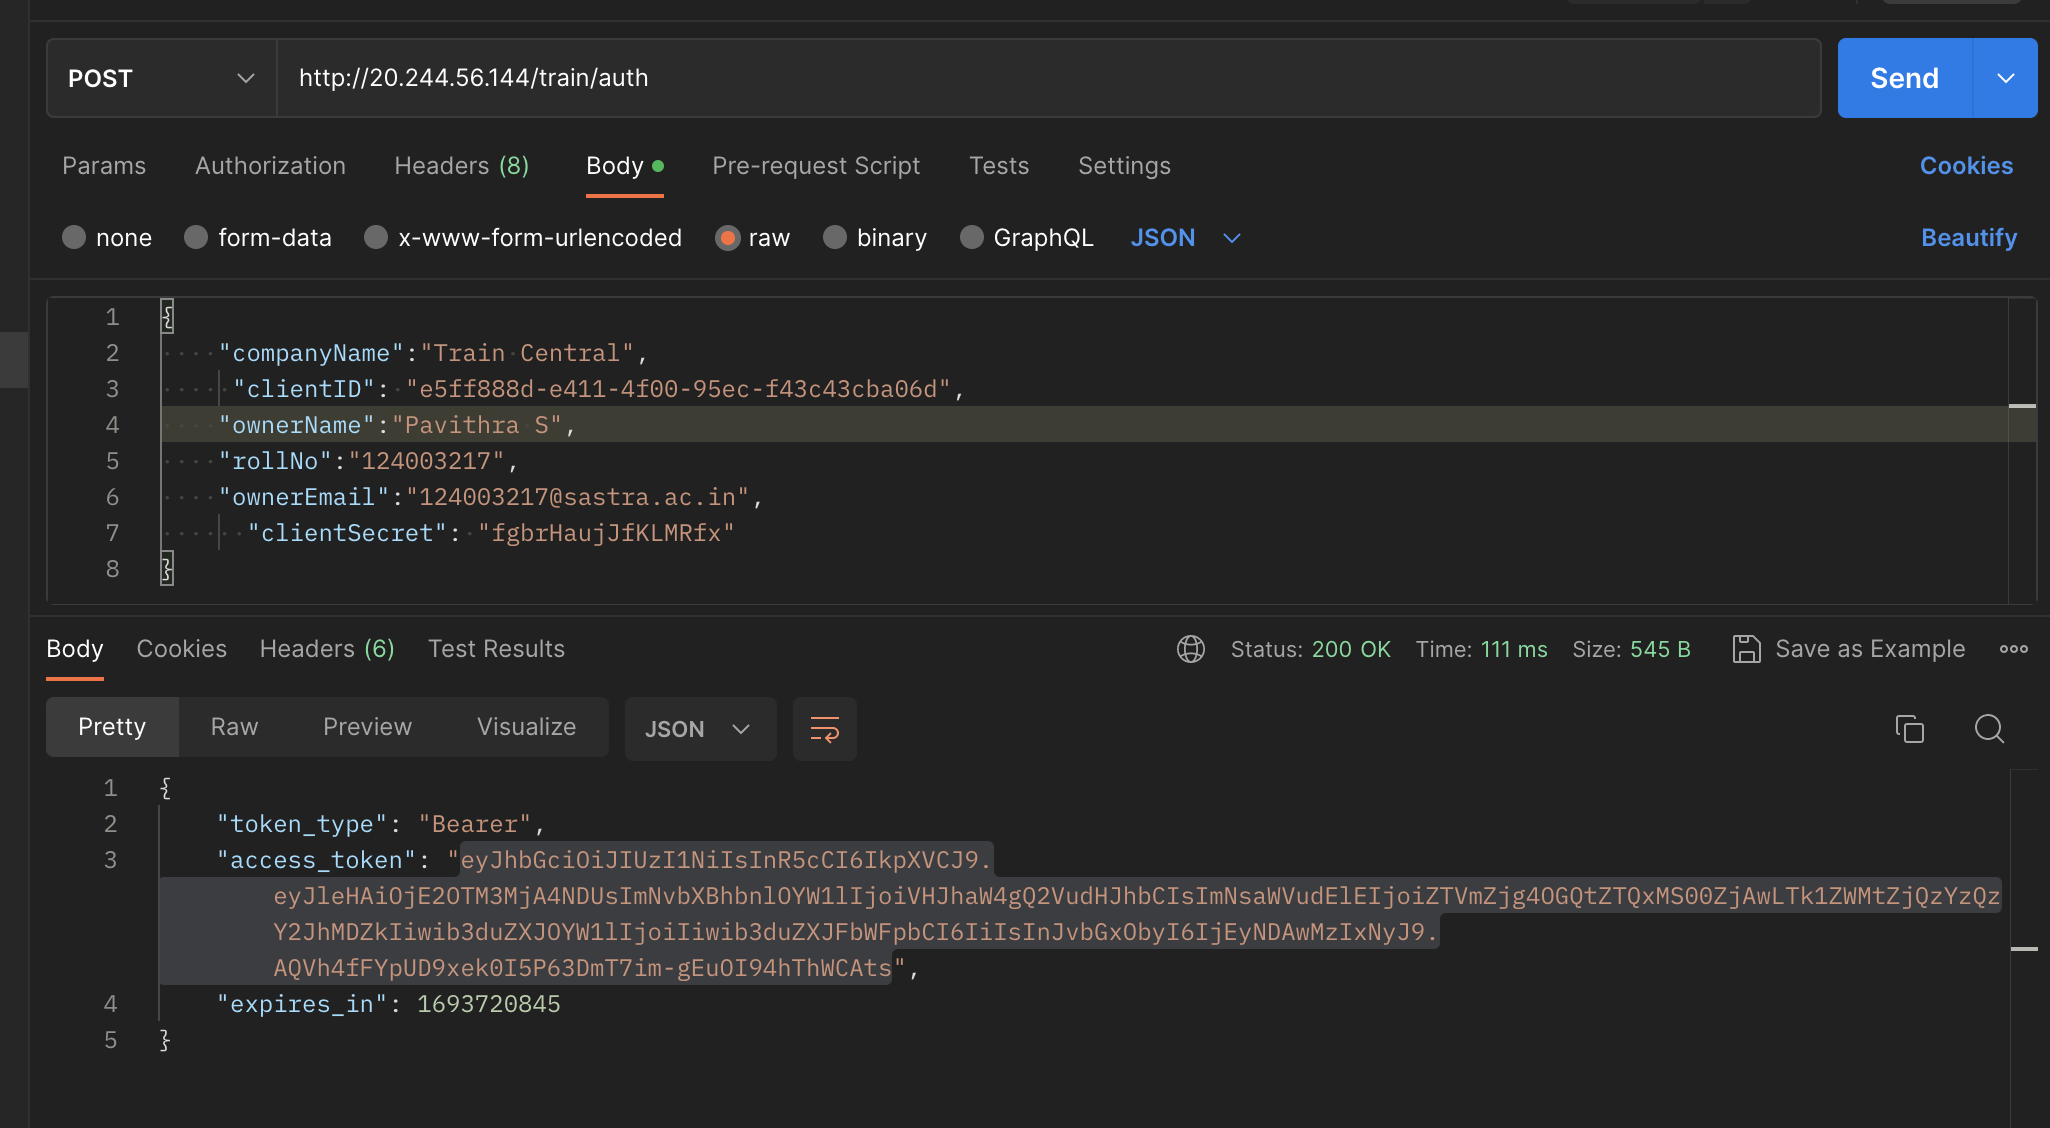 POST http://20.244.56.144/train/auth Send
Params Authorization Headers (8) Body Pre-request Script Tests Settings Cookies
none form-data x-www-form-urlencoded raw binary GraphQL JSON Beautify
1 {
2 "companyName":"Train Central",
3 "clientID": "e5ff888d-e411-4f00-95ec-f43c43cba06d",
4 "ownerName":"Pavithra S",
5 "rollNo":"124003217",
6 "ownerEmail":"124003217@sastra.ac.in",
7 "clientSecret": "fgbrHaujJfKLMRfx"
8 }
Body Cookies Headers (6) Test Results Status: 200 OK Time: 111 ms Size: 545 B Save as Example
Pretty Raw Preview Visualize JSON
1 {
2 "token_type": "Bearer",
3 "access_token": "eyJhbGciOiJIUzI1NiIsInR5cCI6IkpXVCJ9.
eyJleHAiOjE2OTM3MjA4NDUsImNvbXBhbnlOYW1lIjoiVHJhaW4gQ2VudHJhbCIsImNsaWVudElEIjoiZTVmZjg4OGQtZTQxMS00ZjAwLTk1ZWMtZjQzYzQz
Y2JhMDZkIiwib3duZXJOYW1lIjoiIiwib3duZXJFbWFpbCI6IiIsInJvbGxObyI6IjEyNDAwMzIxNyJ9.
AQVh4fFYpUD9xek0I5P63DmT7im-gEuOI94hThWCAts",
4 "expires_in": 1693720845
5 }